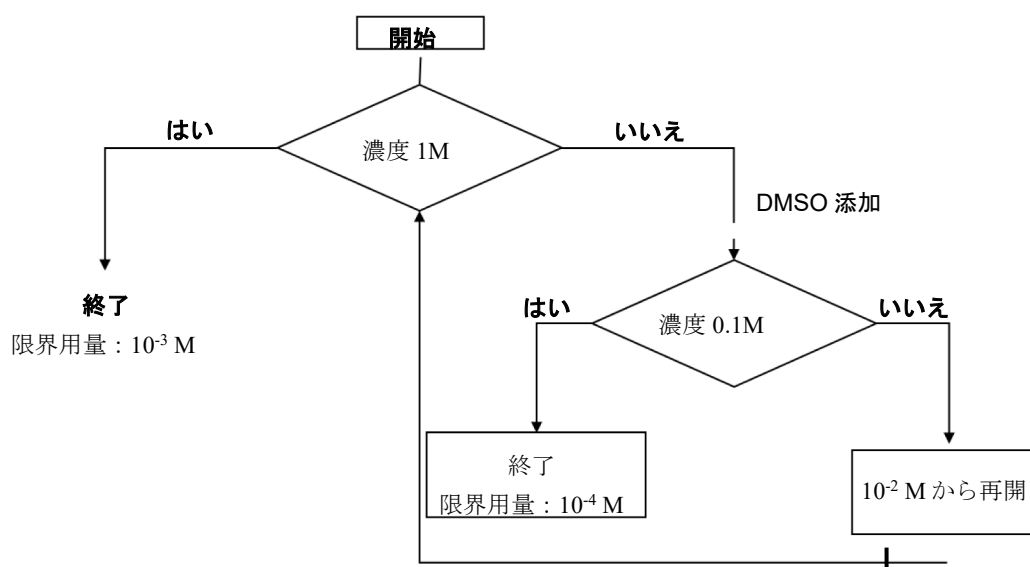 開始
はい
いいえ
濃度 1M
DMSO 添加
終了
限界用量：10⁻³ M
はい
いいえ
濃度 0.1M
終了
限界用量：10⁻⁴ M
10⁻² M から再開